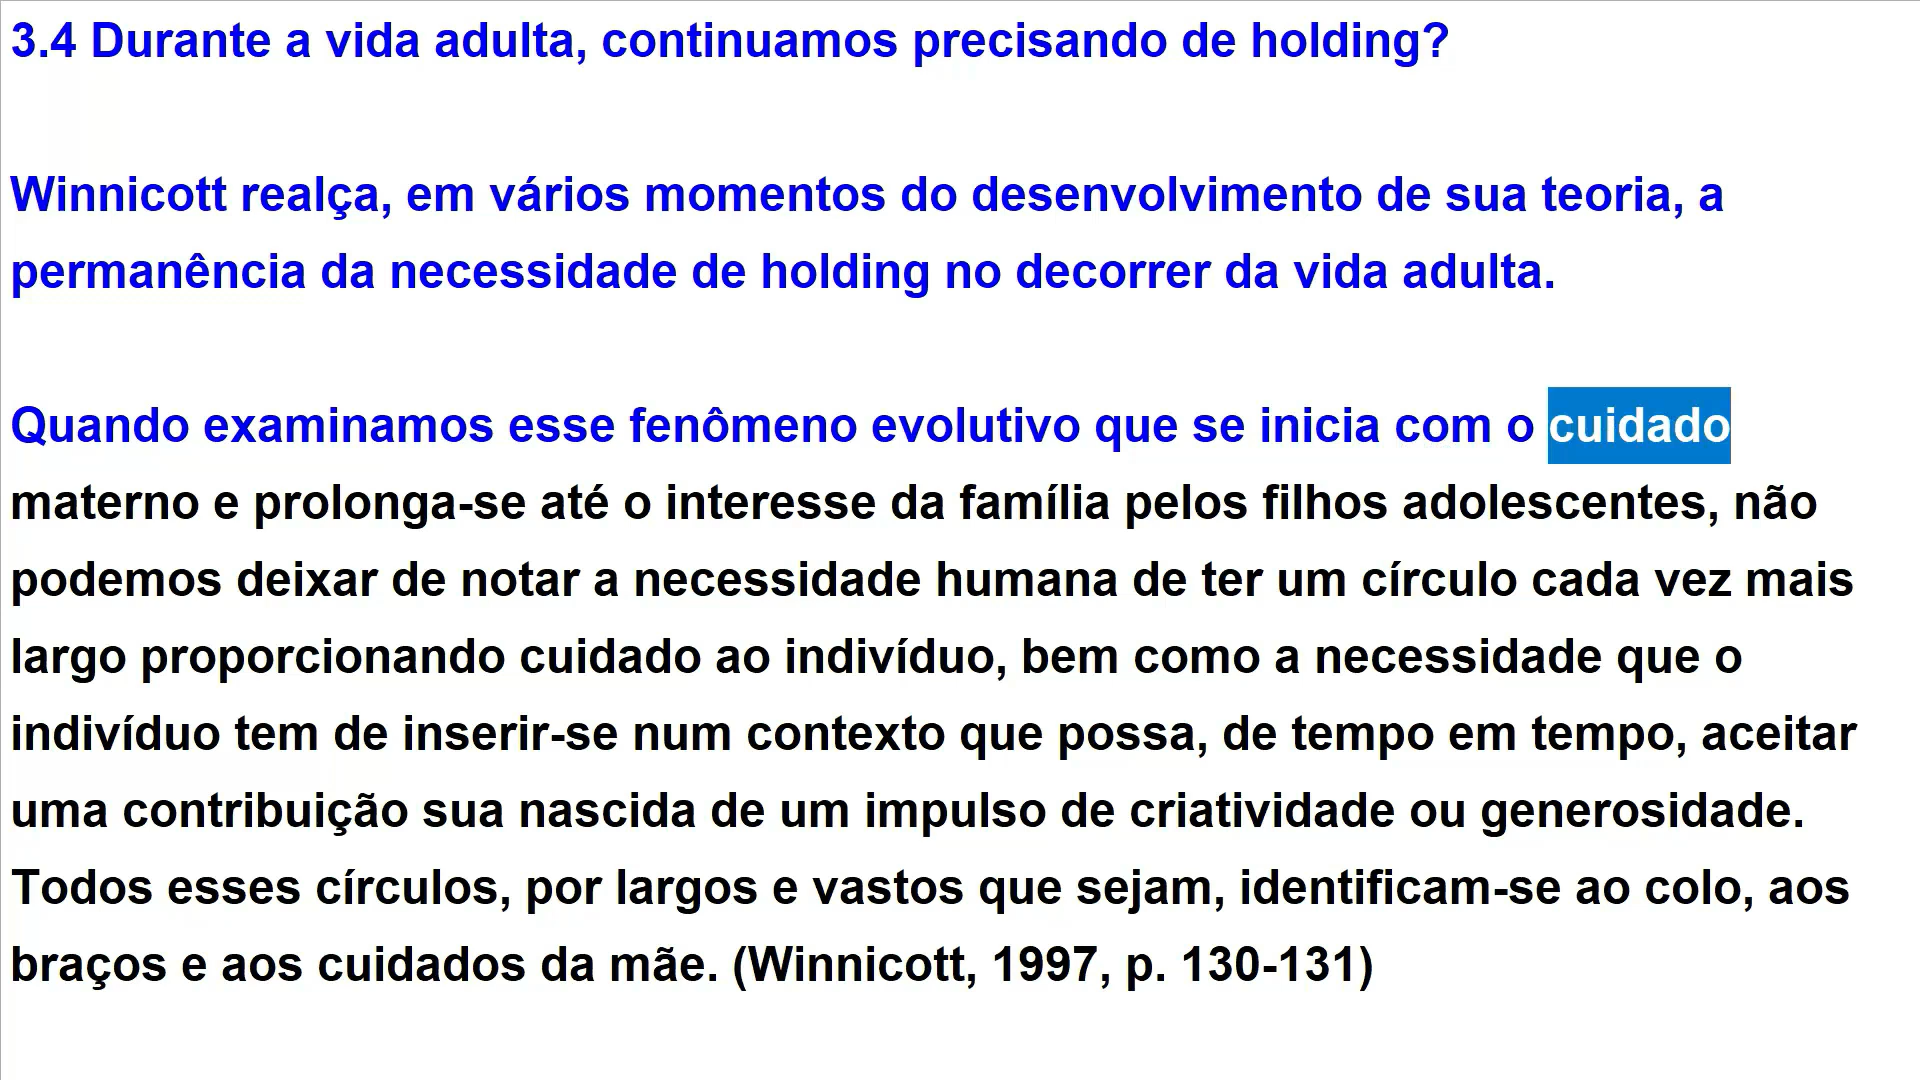 3.4 Durante a vida adulta, continuamos precisando de holding?
Winnicott realça, em vários momentos do desenvolvimento de sua teoria, a
permanência da necessidade de holding no decorrer da vida adulta.
Quando examinamos esse fenômeno evolutivo que se inicia com o cuidado
materno e prolonga-se até o interesse da família pelos filhos adolescentes, não
podemos deixar de notar a necessidade humana de ter um círculo cada vez mais
largo proporcionando cuidado ao indivíduo, bem como a necessidade que o
indivíduo tem de inserir-se num contexto que possa, de tempo em tempo, aceitar
uma contribuição sua nascida de um impulso de criatividade ou generosidade.
Todos esses círculos, por largos e vastos que sejam, identificam-se ao colo, aos
braços e aos cuidados da mãe. (Winnicott, 1997, p. 130-131)